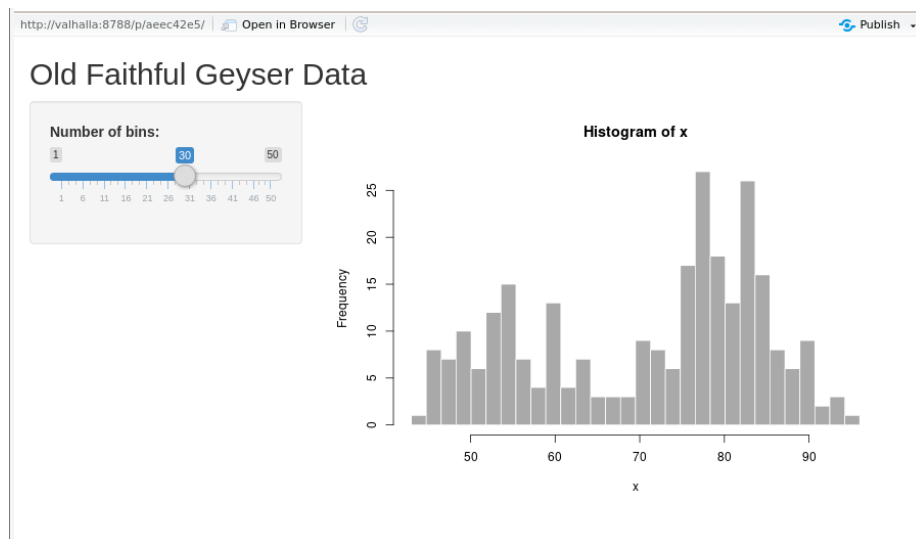 http://valhalla:8788/p/aeec42e5/ Open in Browser Publish
Old Faithful Geyser Data
Number of bins:
1 30 50
1 6 11 16 21 26 31 36 41 46 50
Histogram of x
Frequency
25
20
15
10
5
0
50 60 70 80 90
x